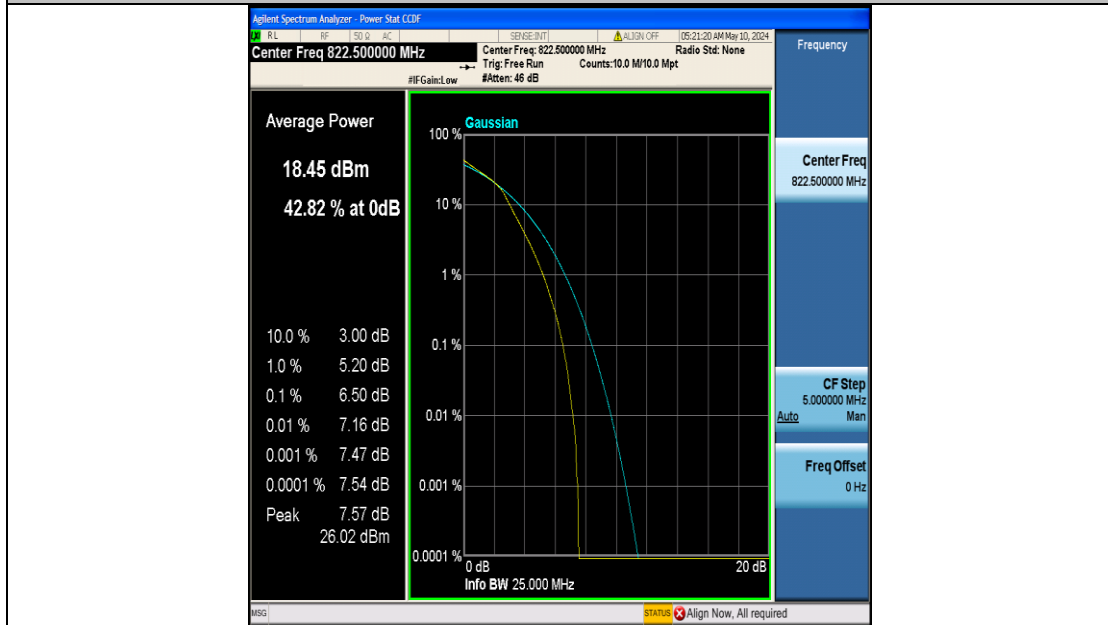 Agilent Spectrum Analyzer - Power Stat CCDF
RL RF 50 Ω AC SENSE:INT ALIGN OFF 05:21:20 AM May 10, 2024
Center Freq 822.500000 MHz
Center Freq: 822.500000 MHz Radio Std: None
Trig: Free Run Counts:10.0 M/10.0 Mpt
#IFGain:Low #Atten: 46 dB
Frequency
Average Power
18.45 dBm
42.82 % at 0dB
10.0 % 3.00 dB
1.0 % 5.20 dB
0.1 % 6.50 dB
0.01 % 7.16 dB
0.001 % 7.47 dB
0.0001 % 7.54 dB
Peak 7.57 dB
26.02 dBm
Gaussian
100 %
10 %
1 %
0.1 %
0.01 %
0.001 %
0.0001 %
0 dB 20 dB
Info BW 25.000 MHz
Center Freq
822.500000 MHz
CF Step
5.000000 MHz
Auto Man
Freq Offset
0 Hz
MSG STATUS Align Now, All required